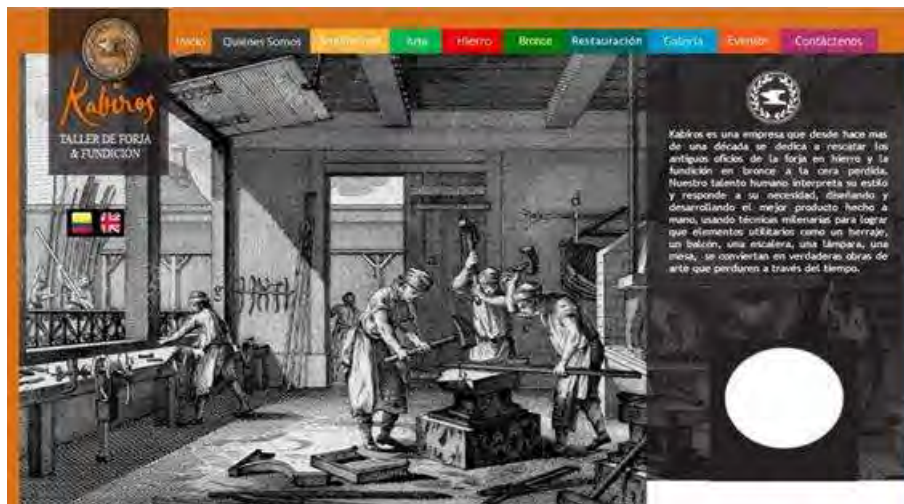 Inicio
Quiénes Somos
Arte
Hierro
Bronce
Restauración
Galería
Eventos
Contáctenos
Kabiros
TALLER DE FORJA
& FUNDICIÓN
Kabiros es una empresa que desde hace mas
de una década se dedica a rescatar los
antiguos oficios de la forja en hierro y la
fundición en bronce a la cera perdida.
Nuestro talento humano interpreta su estilo
y responde a su necesidad, diseñando y
desarrollando el mejor producto hecho a
mano, usando técnicas milenarias para lograr
que elementos utilitarios como un herraje,
un balcón, una escalera, una lámpara, una
mesa, se conviertan en verdaderas obras de
arte que perduren a través del tiempo.